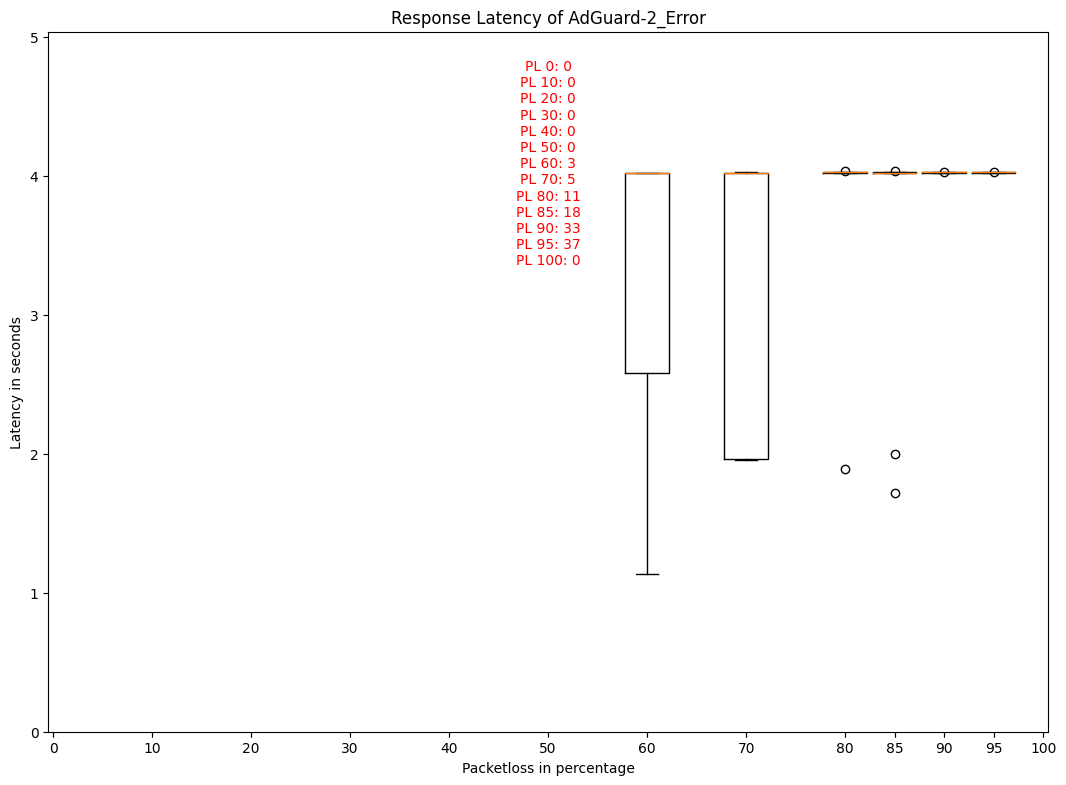 Response Latency of AdGuard-2_Error
5
4
3
2
1
0
Latency in seconds
PL 0: 0
PL 10: 0
PL 20: 0
PL 30: 0
PL 40: 0
PL 50: 0
PL 60: 3
PL 70: 5
PL 80: 11
PL 85: 18
PL 90: 33
PL 95: 37
PL 100: 0
0 10 20 30 40 50 60 70 80 85 90 95 100
Packetloss in percentage